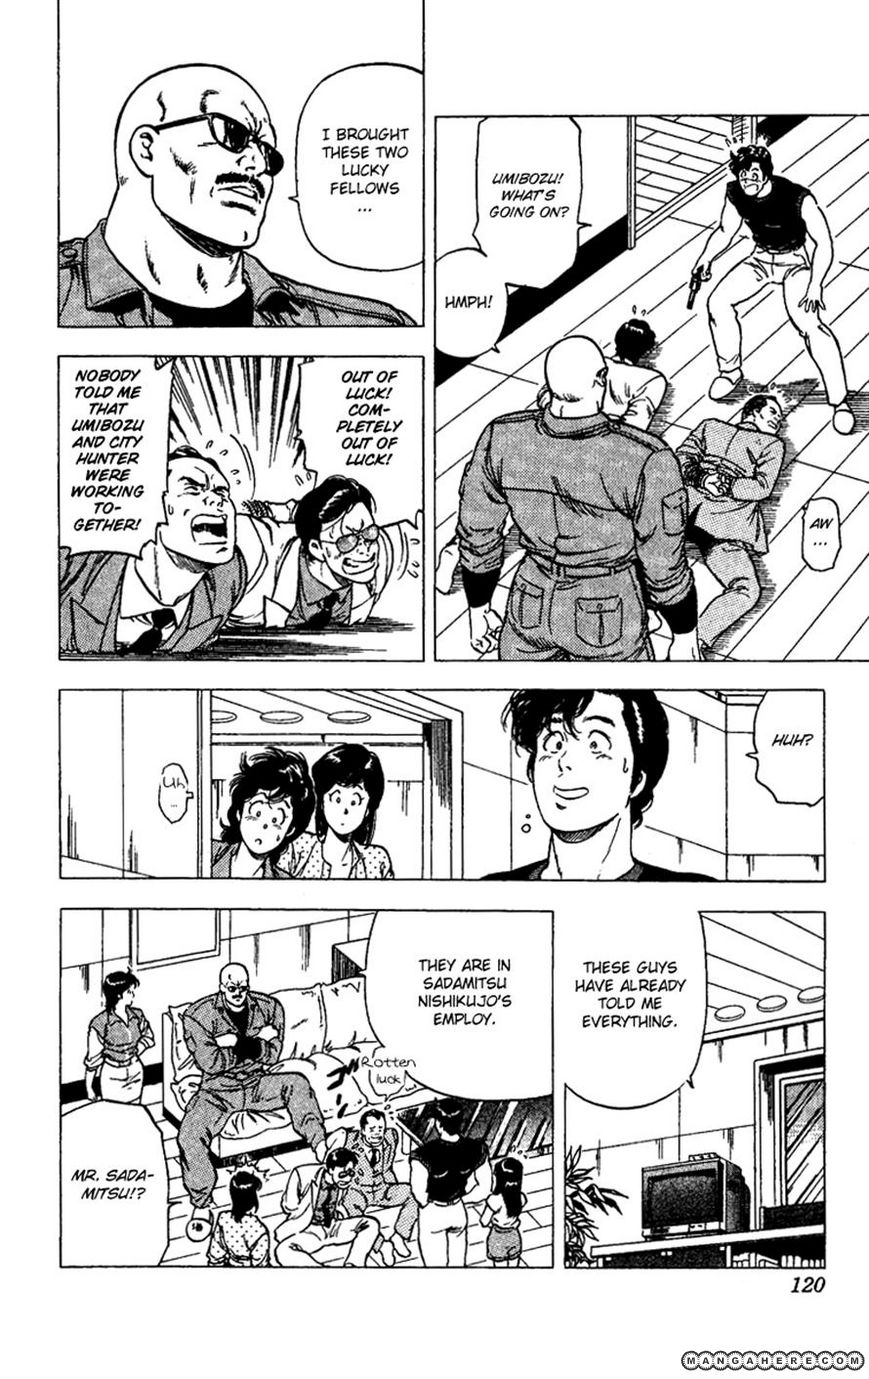 UMIBOZU!
WHAT'S
GOING ON?
HMPH!
AW
...
I BROUGHT
THESE TWO
LUCKY
FELLOWS
...
OUT OF
LUCK!
COM-
PLETELY
OUT OF
LUCK!
NOBODY
TOLD ME
THAT
UMIBOZU
AND CITY
HUNTER
WERE
WORKING
TO-
GETHER!
HUH?
Uh
...
THESE GUYS
HAVE ALREADY
TOLD ME
EVERYTHING.
THEY ARE IN
SADAMITSU
NISHIKUJO'S
EMPLOY.
Rotten
luck
MR. SADA-
MITSU!?
120
MANGAHERE.COM